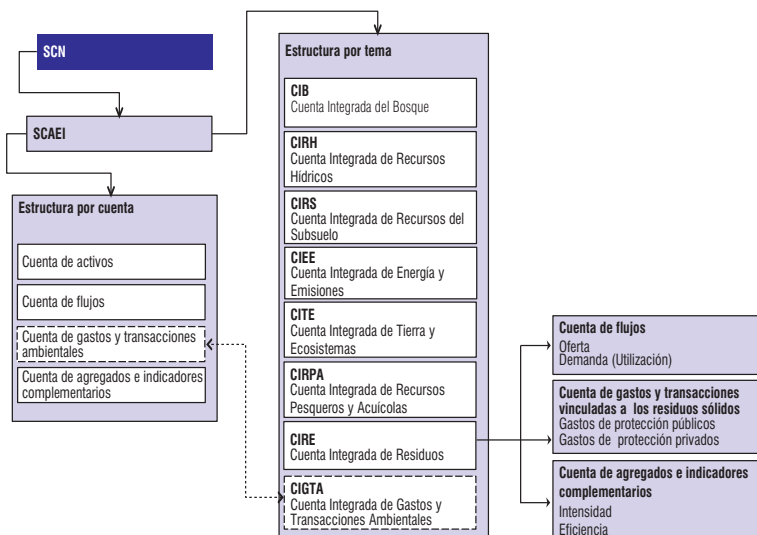 SCN
SCAEI
Estructura por cuenta
Cuenta de activos
Cuenta de flujos
Cuenta de gastos y transacciones
ambientales
Cuenta de agregados e indicadores
complementarios
Estructura por tema
CIB
Cuenta Integrada del Bosque
CIRH
Cuenta Integrada de Recursos
Hídricos
CIRS
Cuenta Integrada de Recursos del
Subsuelo
CIEE
Cuenta Integrada de Energía y
Emisiones
CITE
Cuenta Integrada de Tierra y
Ecosistemas
CIRPA
Cuenta Integrada de Recursos
Pesqueros y Acuícolas
CIRE
Cuenta Integrada de Residuos
CIGTA
Cuenta Integrada de Gastos y
Transacciones Ambientales
Cuenta de flujos
Oferta
Demanda (Utilización)
Cuenta de gastos y transacciones
vinculadas a los residuos sólidos
Gastos de protección públicos
Gastos de protección privados
Cuenta de agregados e indicadores
complementarios
Intensidad
Eficiencia